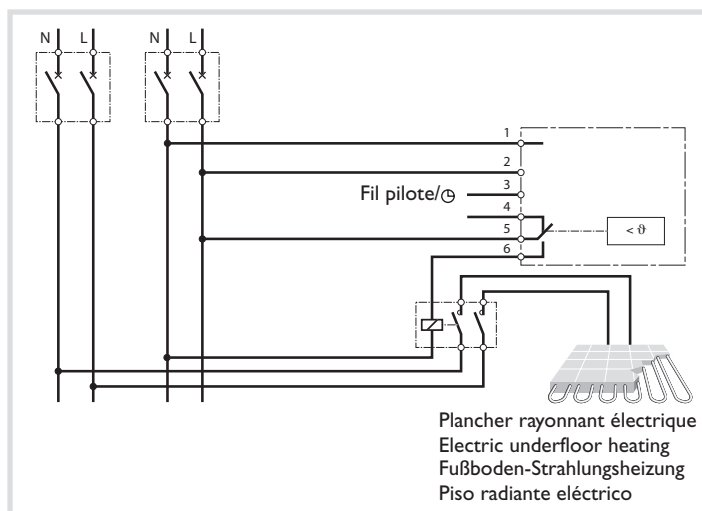 N L N L
1
2
Fil pilote/
3
4
5
6
< ϑ
Plancher rayonnant électrique
Electric underfloor heating
Fußboden-Strahlungsheizung
Piso radiante eléctrico